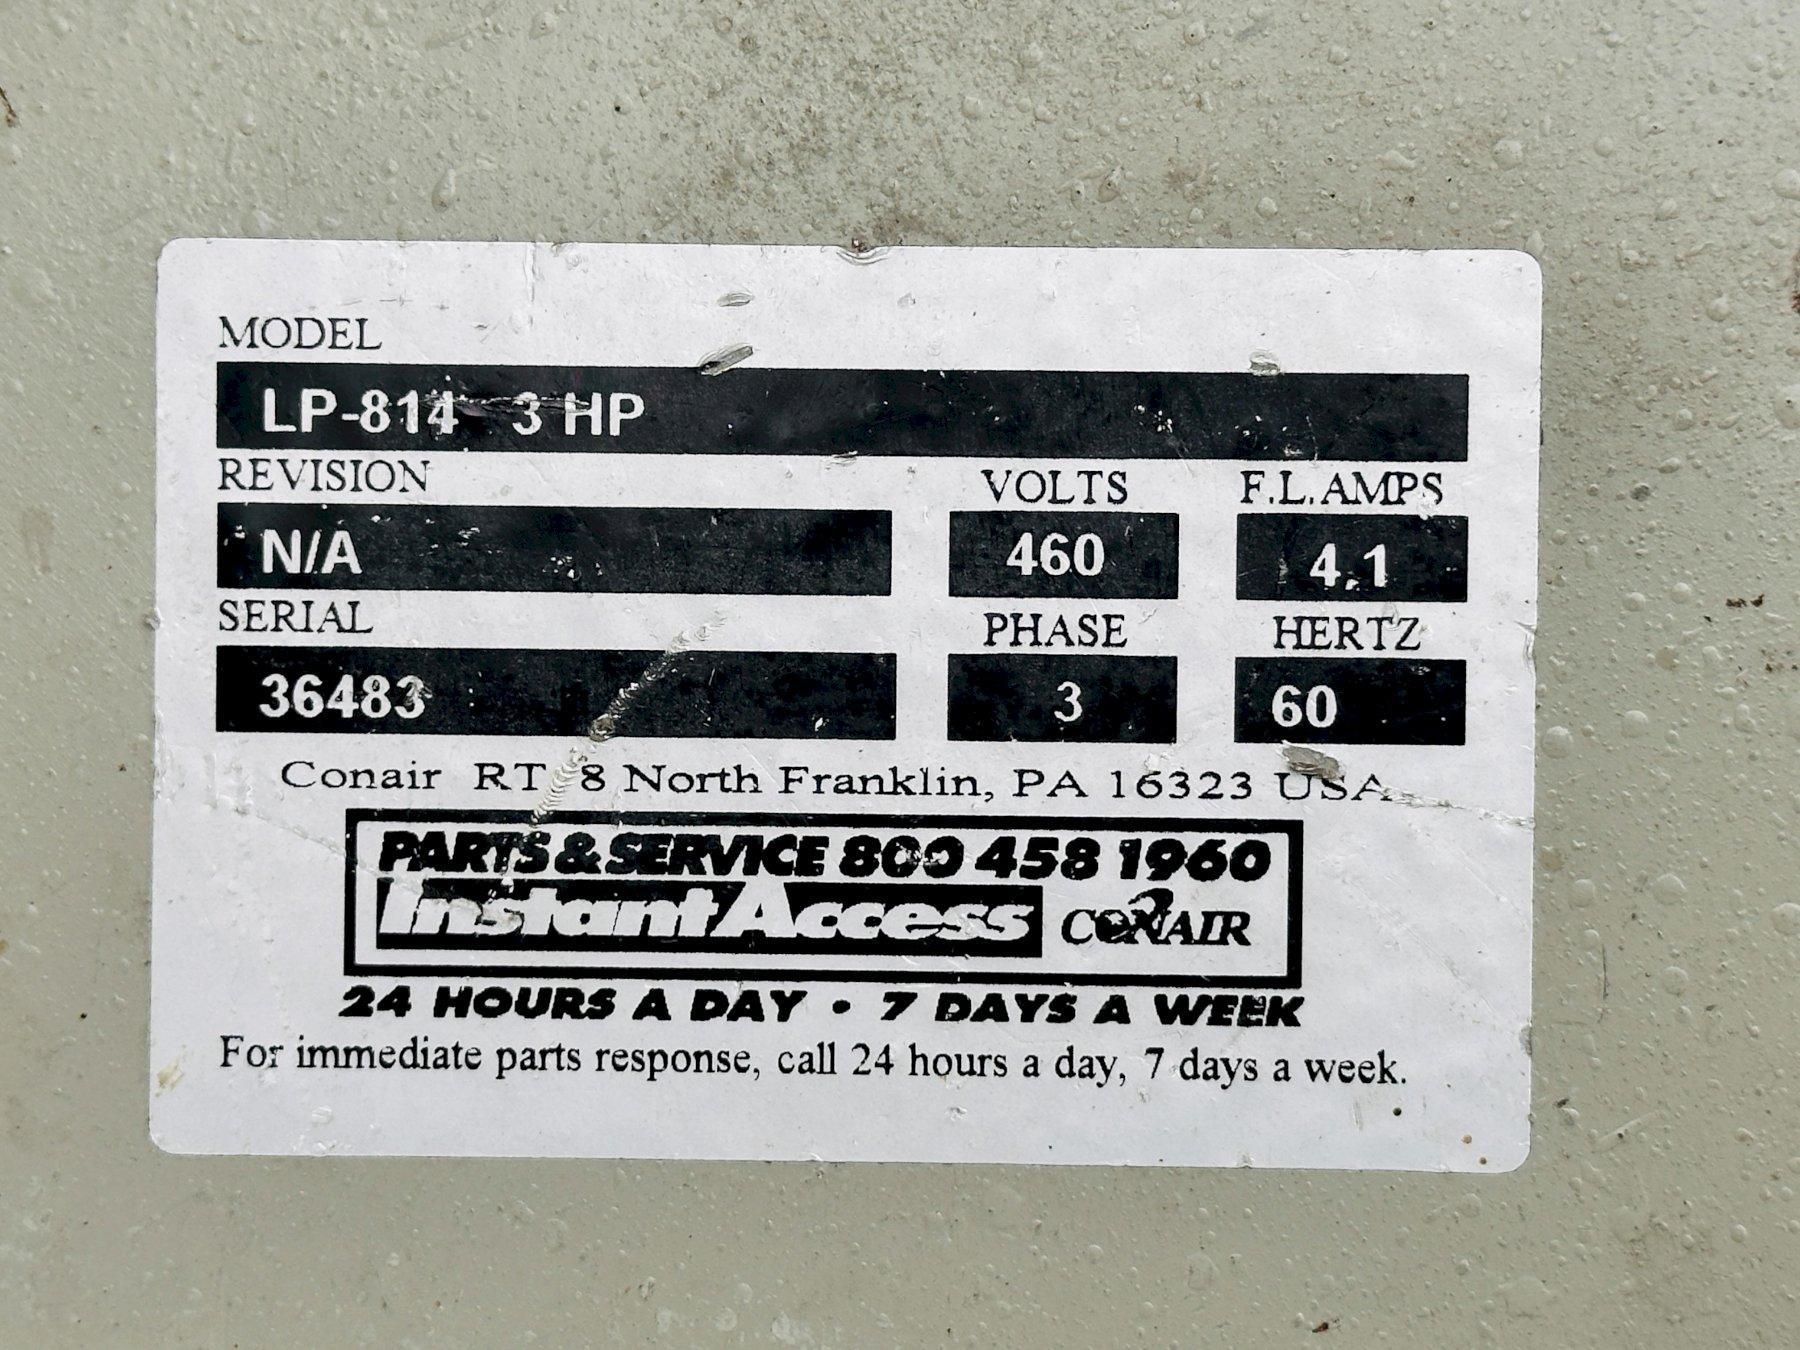 MODEL
LP-814 3 HP
REVISION VOLTS F.L.AMPS
N/A 460 4.1
SERIAL PHASE HERTZ
36483 3 60
Conair RT 8 North Franklin, PA 16323 USA
PARTS & SERVICE 800 458 1960
Instant Access CONAIR
24 HOURS A DAY • 7 DAYS A WEEK
For immediate parts response, call 24 hours a day, 7 days a week.